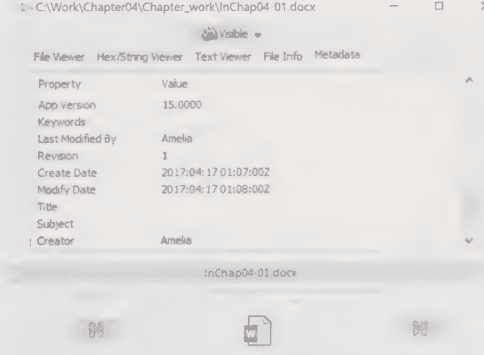 C:\Work\Chapter04\Chapter_work\InChap04-01.docx
Visible
File Viewer Hex/String Viewer Text Viewer File Info Metadata
Property Value
App Version 15.0000
Keywords
Last Modified By Amelia
Revision 1
Create Date 2017:04:17 01:07:00Z
Modify Date 2017:04:17 01:08:00Z
Title
Subject
Creator Amelia
InChap04-01.docx
W